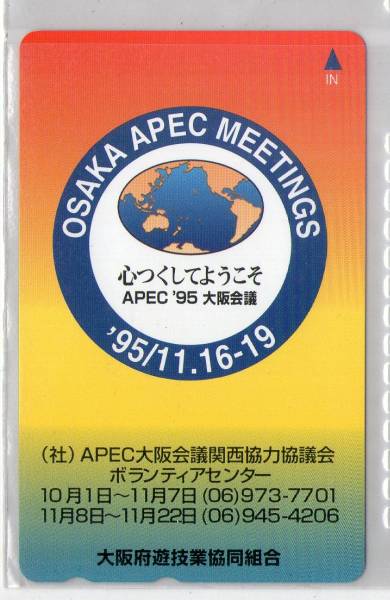 IN
OSAKA APEC MEETINGS
心つくしてようこそ
APEC '95 大阪会議
'95/11.16-19
(社) APEC大阪会議関西協力協議会
ボランティアセンター
10月1日〜11月7日 (06) 973-7701
11月8日〜11月22日 (06) 945-4206
大阪府遊技業協同組合